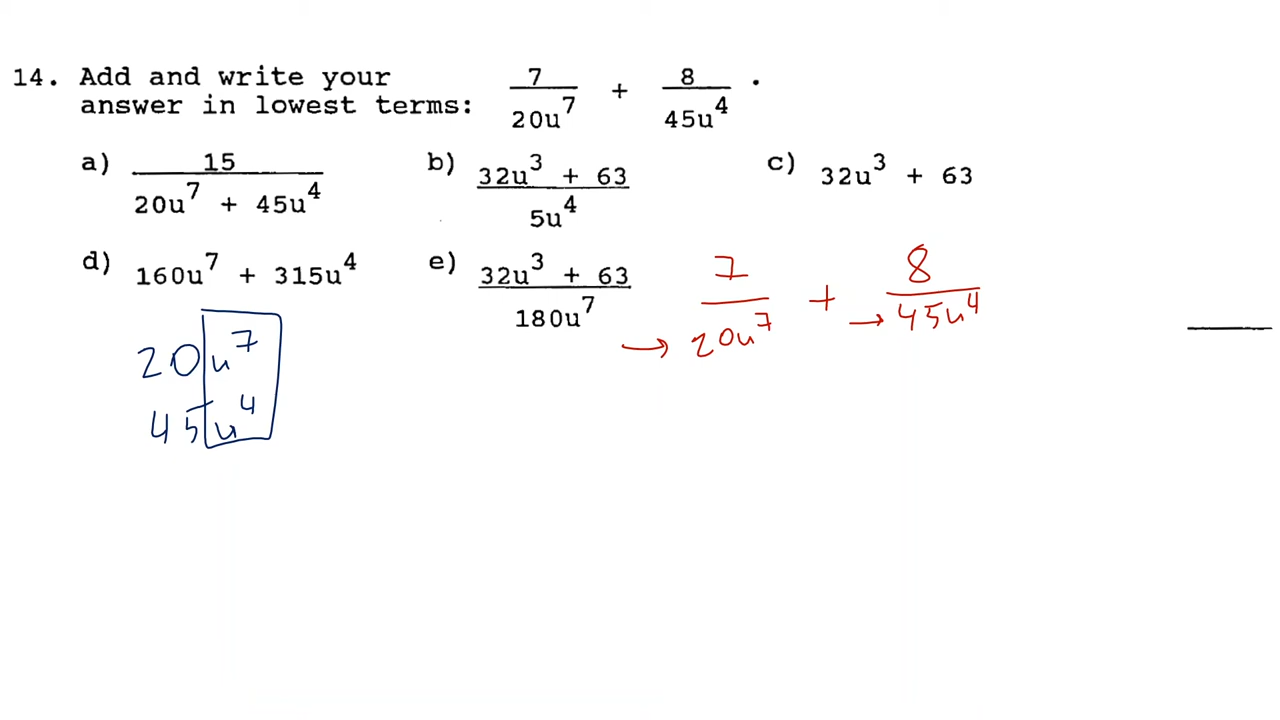 14. Add and write your answer in lowest terms: 7/20u^7 + 8/45u^4 .
a) 15/(20u^7 + 45u^4) b) (32u^3 + 63)/5u^4 c) 32u^3 + 63
d) 160u^7 + 315u^4 e) (32u^3 + 63)/180u^7
7/20u^7 + 8/45u^4
→ →
20u^7
45u^4